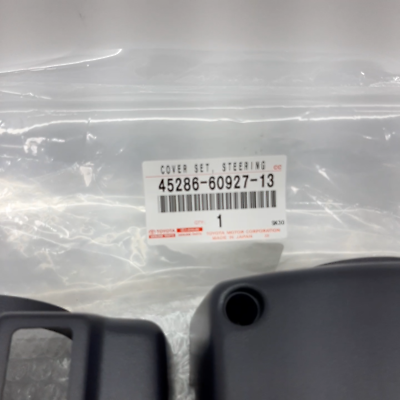 COVER SET, STEERING
45286-60927-13
1
TOYOTA MOTOR CORPORATION
MADE IN JAPAN